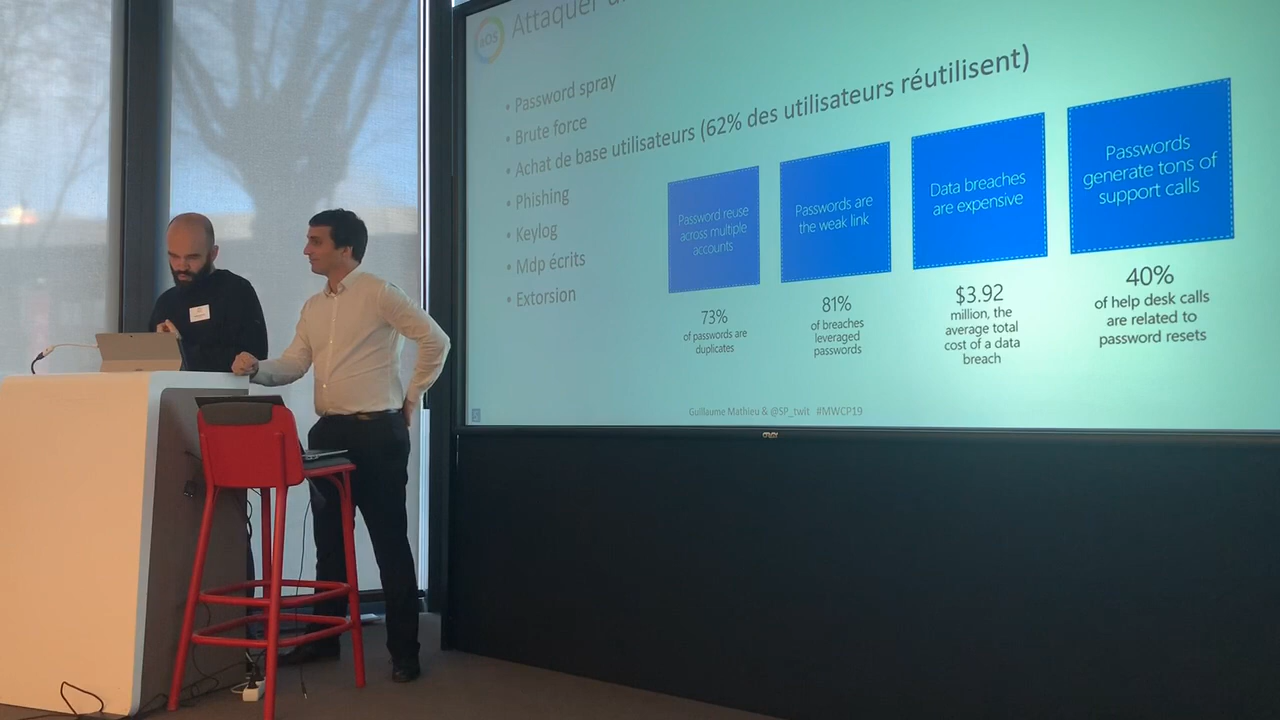 aOS
Attaquer
• Password spray
• Brute force
• Achat de base utilisateurs (62% des utilisateurs réutilisent)
• Phishing
• Keylog
• Mdp écrits
• Extorsion
Password reuse
across multiple
accounts
73%
of passwords are
duplicates
Passwords are
the weak link
81%
of breaches
leveraged
passwords
Data breaches
are expensive
$3.92
million, the
average total
cost of a data
breach
Passwords
generate tons of
support calls
40%
of help desk calls
are related to
password resets
Guillaume Mathieu & @SP_twit #MWCP19